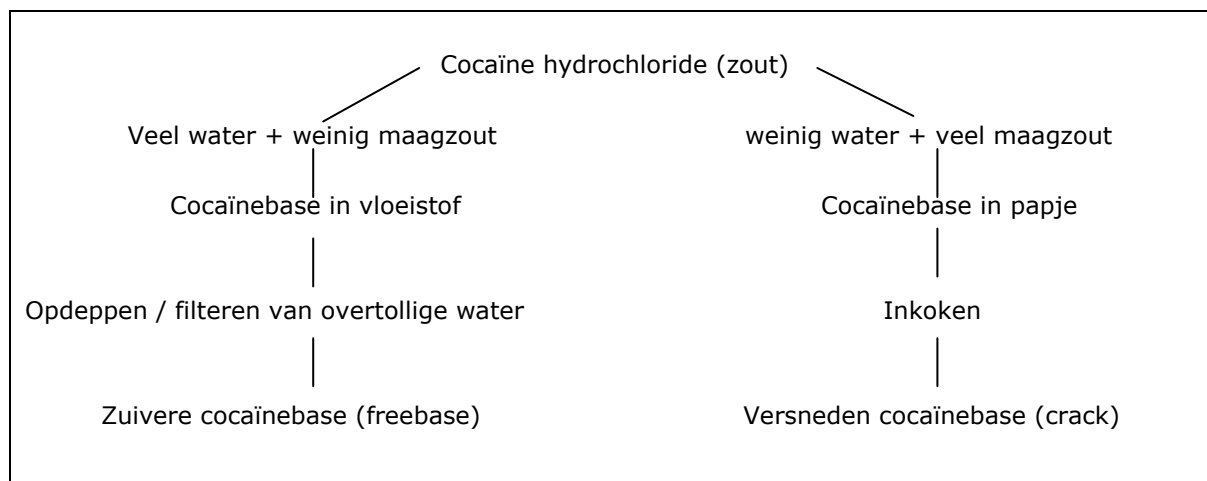 Cocaïne hydrochloride (zout)
Veel water + weinig maagzout
weinig water + veel maagzout
Cocaïnebase in vloeistof
Cocaïnebase in papje
Opdeppen / filteren van overtollige water
Inkoken
Zuivere cocaïnebase (freebase)
Versneden cocaïnebase (crack)